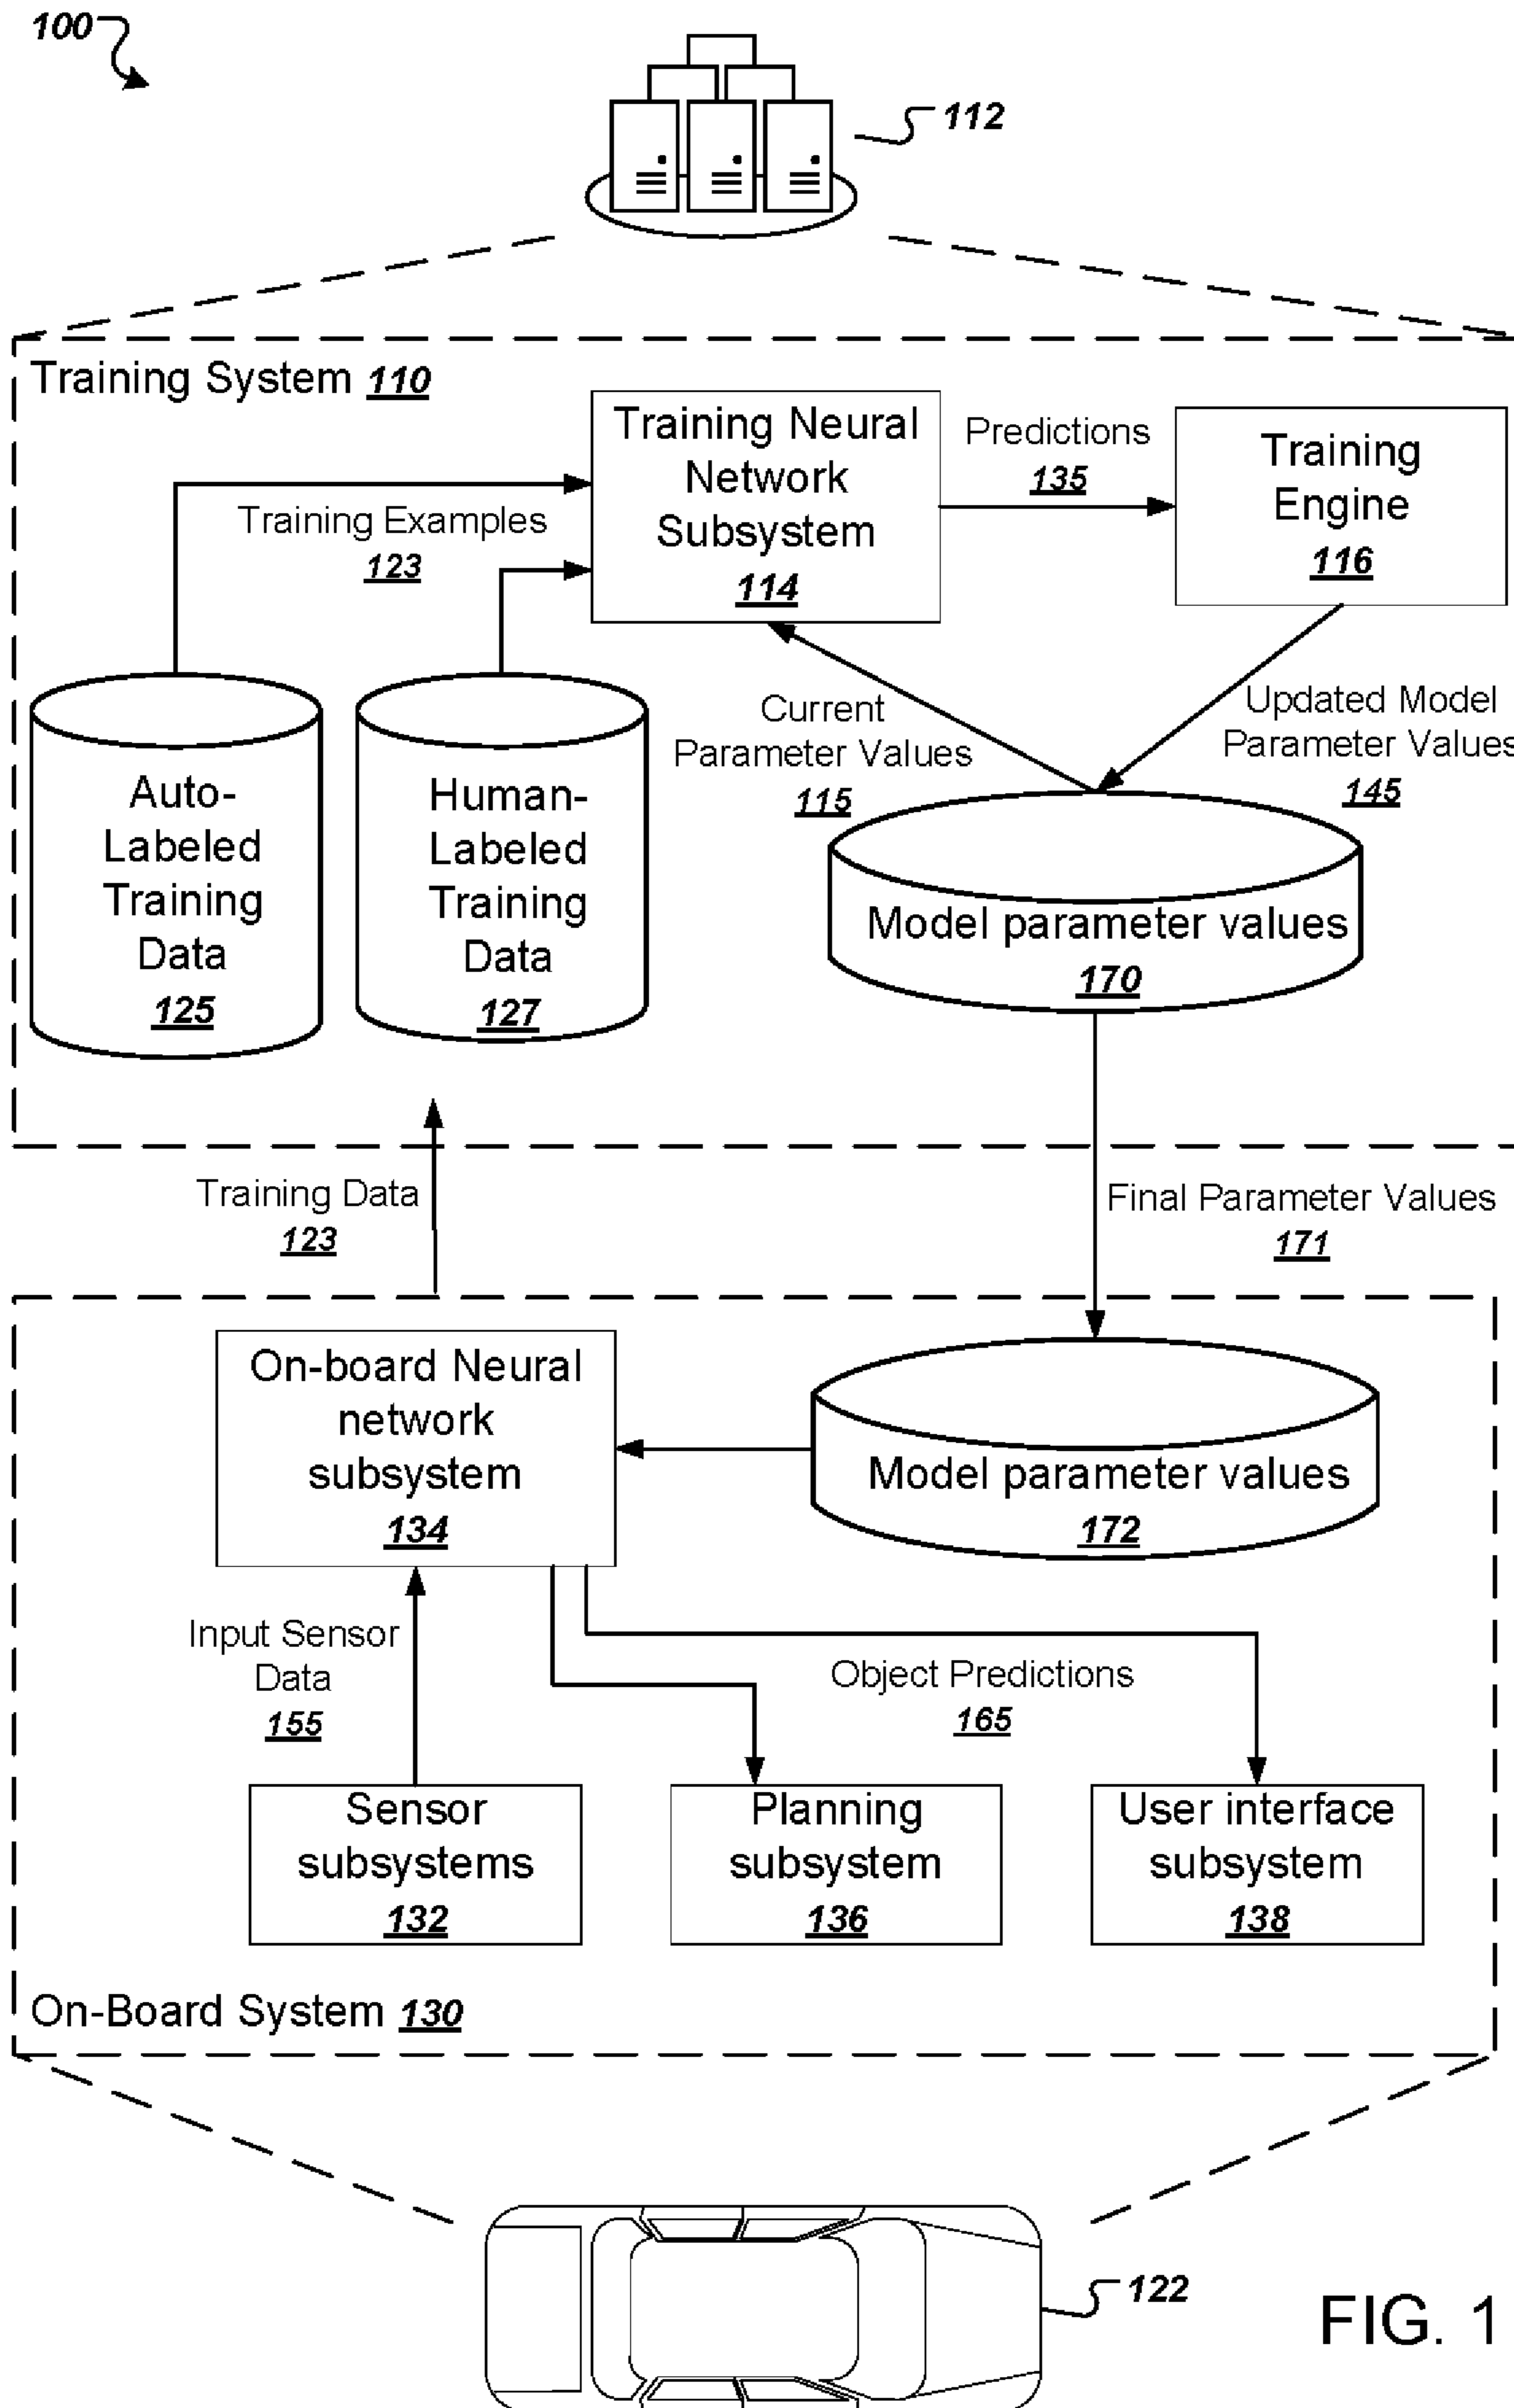 100
112
Training System 110
Training Neural
Network
Subsystem
114
Predictions
135
Training
Engine
116
Training Examples
123
Current
Parameter Values
115
Updated Model
Parameter Values
145
Auto-
Labeled
Training
Data
125
Human-
Labeled
Training
Data
127
Model parameter values
170
Training Data
123
Final Parameter Values
171
On-board Neural
network
subsystem
134
Model parameter values
172
Input Sensor
Data
155
Object Predictions
165
Sensor
subsystems
132
Planning
subsystem
136
User interface
subsystem
138
On-Board System 130
122
FIG. 1